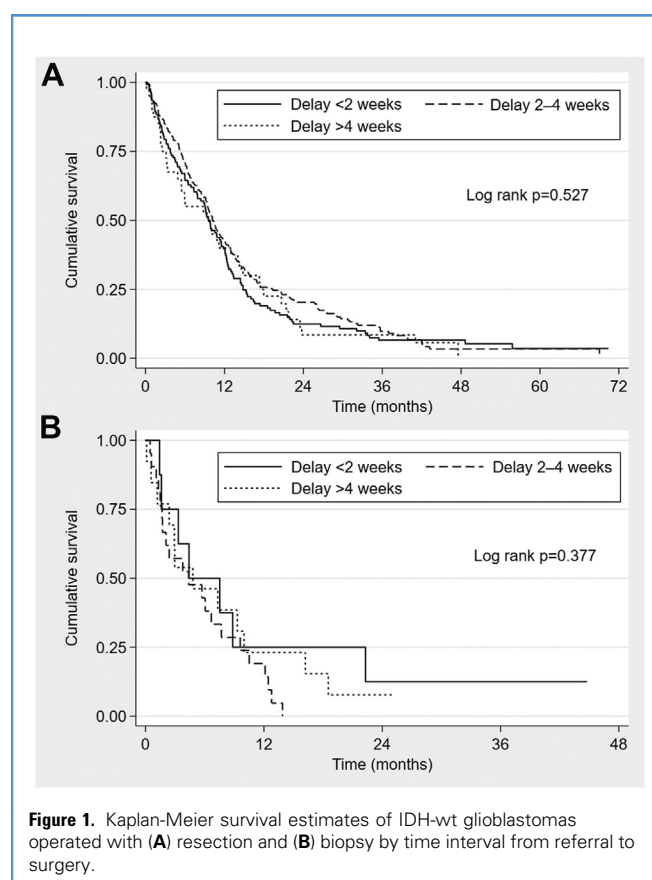 A
1.00
0.75
0.50
0.25
0.00
Cumulative survival
Delay <2 weeks
Delay 2–4 weeks
Delay >4 weeks
Log rank p=0.527
0 12 24 36 48 60 72
Time (months)
B
1.00
0.75
0.50
0.25
0.00
Cumulative survival
Delay <2 weeks
Delay 2–4 weeks
Delay >4 weeks
Log rank p=0.377
0 12 24 36 48
Time (months)
Figure 1. Kaplan-Meier survival estimates of IDH-wt glioblastomas
operated with (A) resection and (B) biopsy by time interval from referral to
surgery.